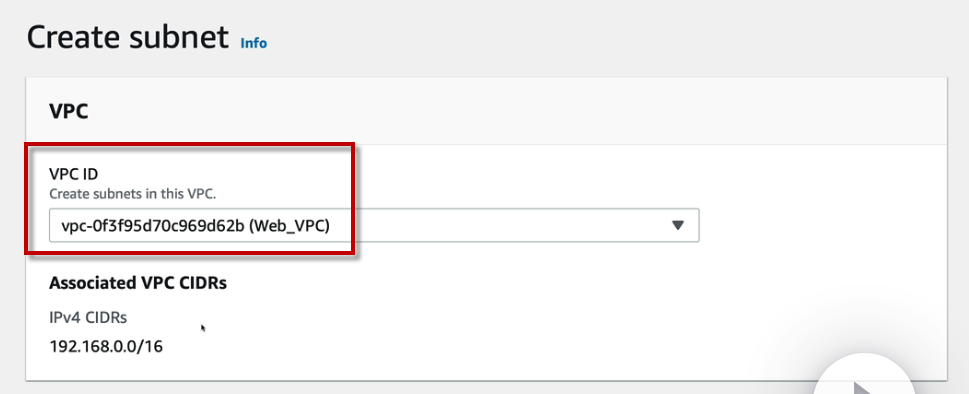 Create subnet Info
VPC
VPC ID
Create subnets in this VPC.
vpc-0f3f95d70c969d62b (Web_VPC)
Associated VPC CIDRs
IPv4 CIDRs
192.168.0.0/16